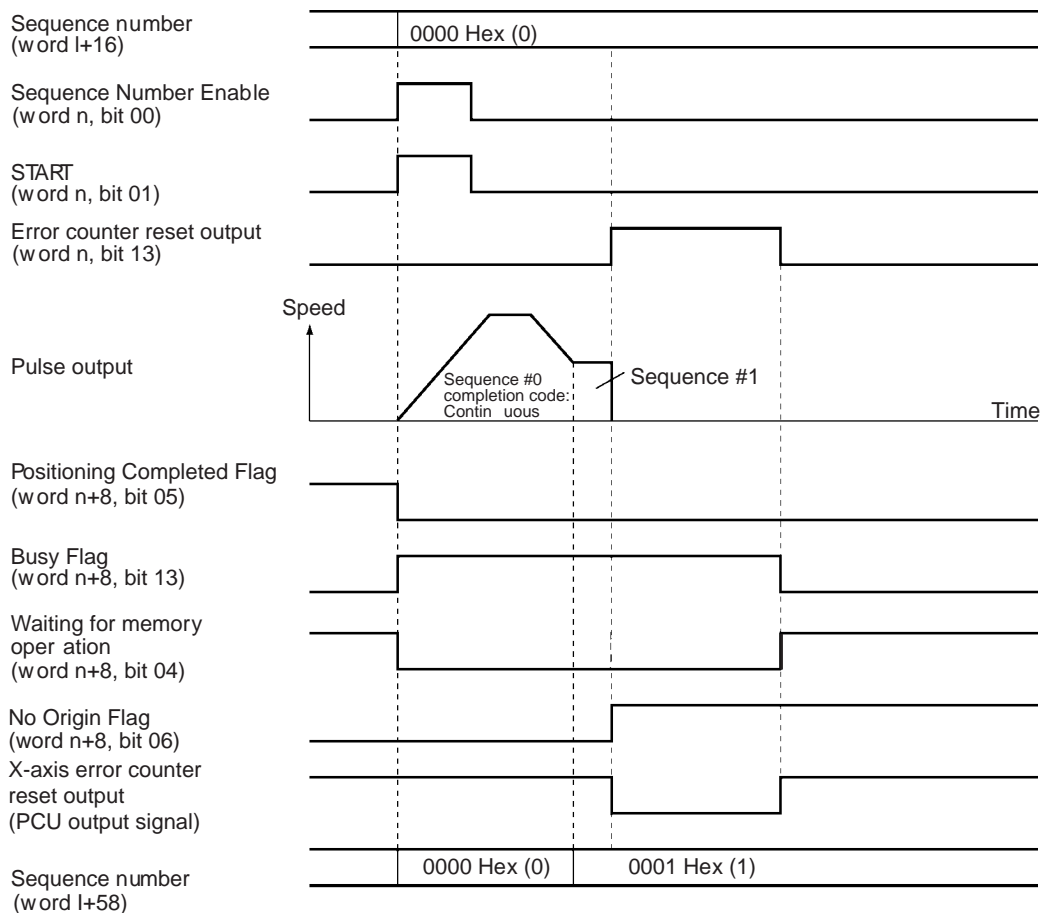 Sequence number
(word l+16)
0000 Hex (0)
Sequence Number Enable
(word n, bit 00)
START
(word n, bit 01)
Error counter reset output
(word n, bit 13)
Speed
Pulse output
Sequence #0
completion code:
Contin uous
Sequence #1
Time
Positioning Completed Flag
(word n+8, bit 05)
Busy Flag
(word n+8, bit 13)
Waiting for memory
oper ation
(word n+8, bit 04)
No Origin Flag
(word n+8, bit 06)
X-axis error counter
reset output
(PCU output signal)
Sequence number
(word l+58)
0000 Hex (0)
0001 Hex (1)